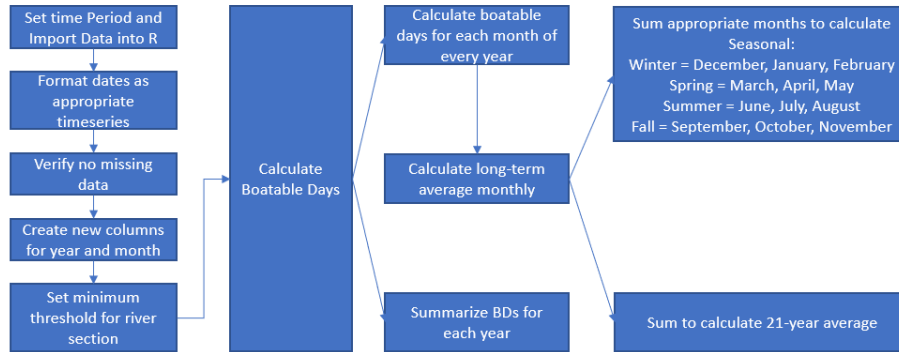 Set time Period and
Import Data into R
Format dates as
appropriate
timeseries
Verify no missing
data
Create new columns
for year and month
Set minimum
threshold for river
section
Calculate
Boatable Days
Calculate boatable
days for each month of
every year
Calculate long-term
average monthly
Summarize BDs for
each year
Sum appropriate months to calculate
Seasonal:
Winter = December, January, February
Spring = March, April, May
Summer = June, July, August
Fall = September, October, November
Sum to calculate 21-year average